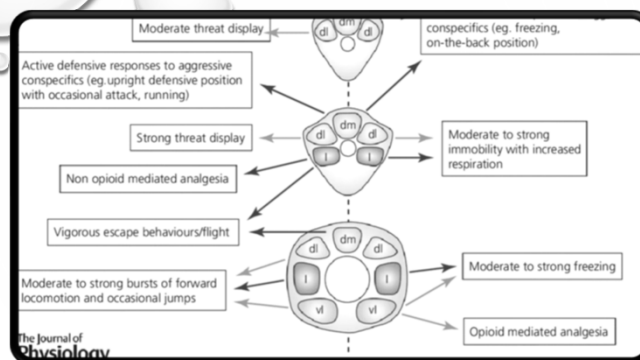 Moderate threat display
dm
dl
dl
conspecifics (eg. freezing,
on-the-back position)
Active defensive responses to aggressive
conspecifics (eg.upright defensive position
with occasional attack, running)
dm
dl
dl
l
l
Strong threat display
Moderate to strong
immobility with increased
respiration
Non opioid mediated analgesia
Vigorous escape behaviours/flight
dm
dl
dl
l
l
vl
vl
Moderate to strong freezing
Moderate to strong bursts of forward
locomotion and occasional jumps
Opioid mediated analgesia
The Journal of
Physiology